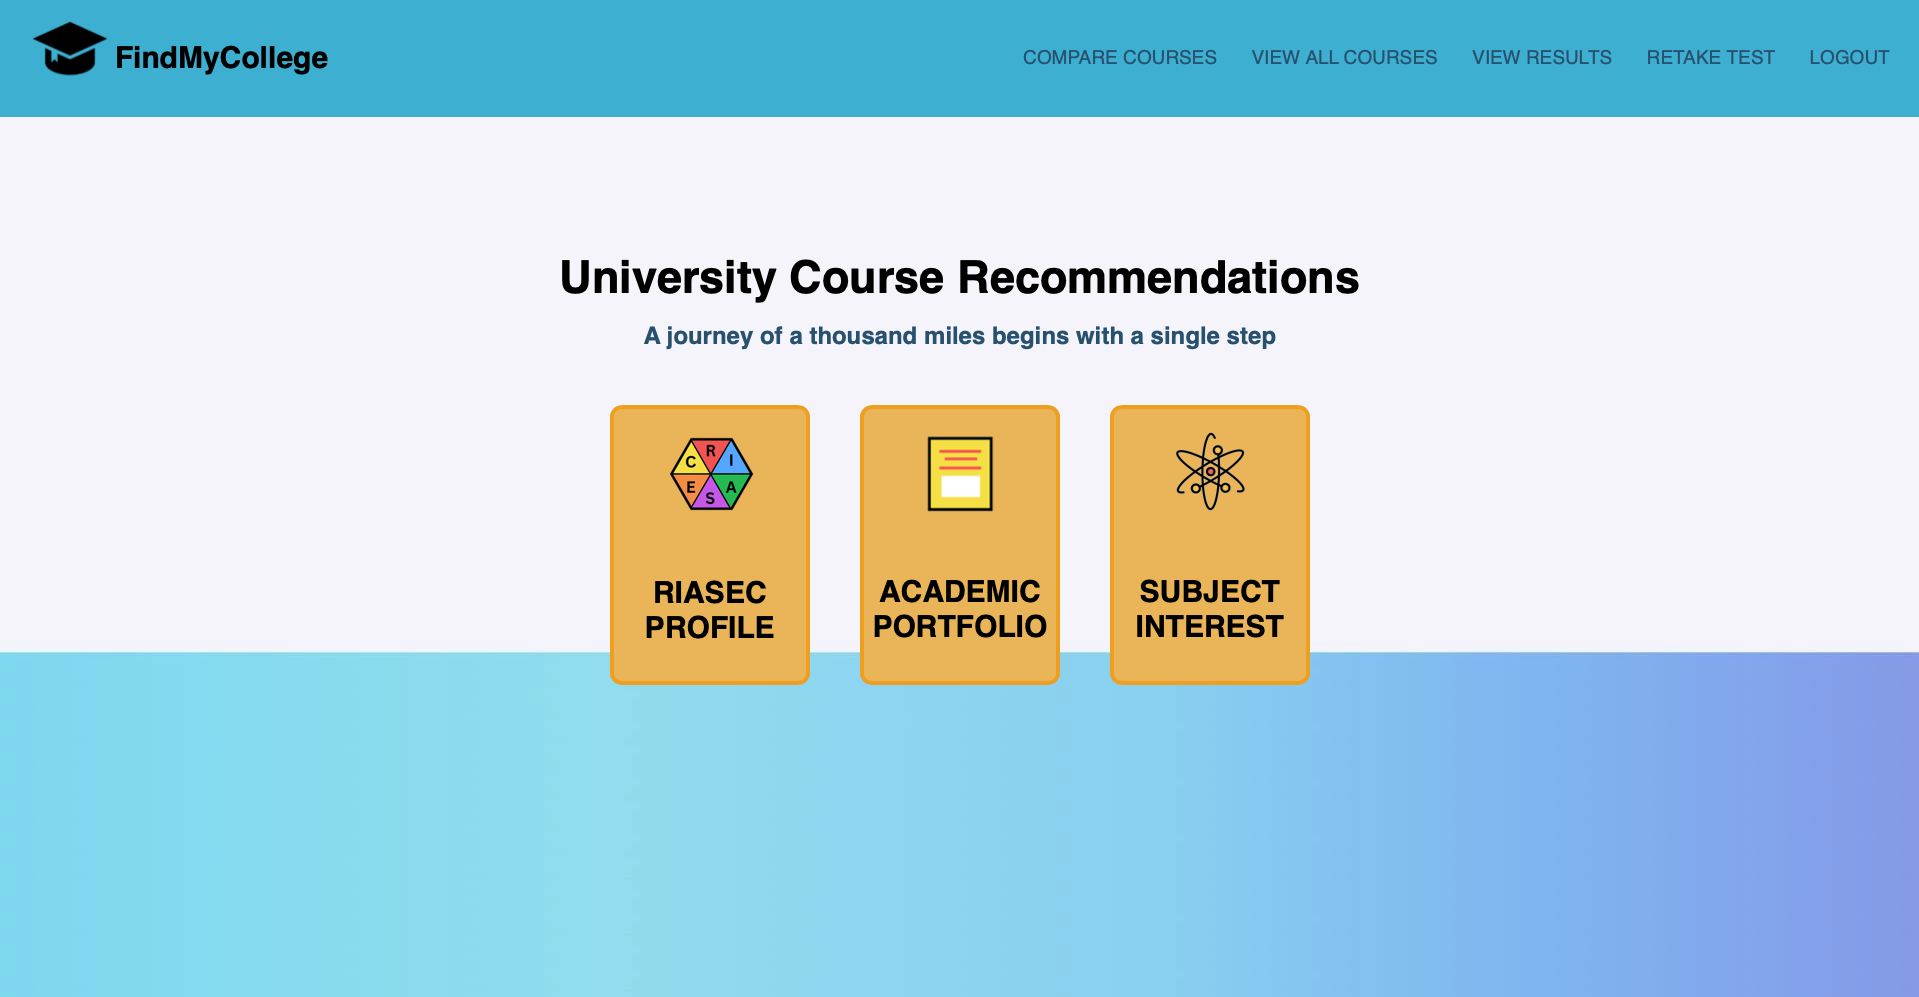 FindMyCollege
COMPARE COURSES
VIEW ALL COURSES
VIEW RESULTS
RETAKE TEST
LOGOUT
University Course Recommendations
A journey of a thousand miles begins with a single step
R
I
A
S
E
C
RIASEC
PROFILE
ACADEMIC
PORTFOLIO
SUBJECT
INTEREST